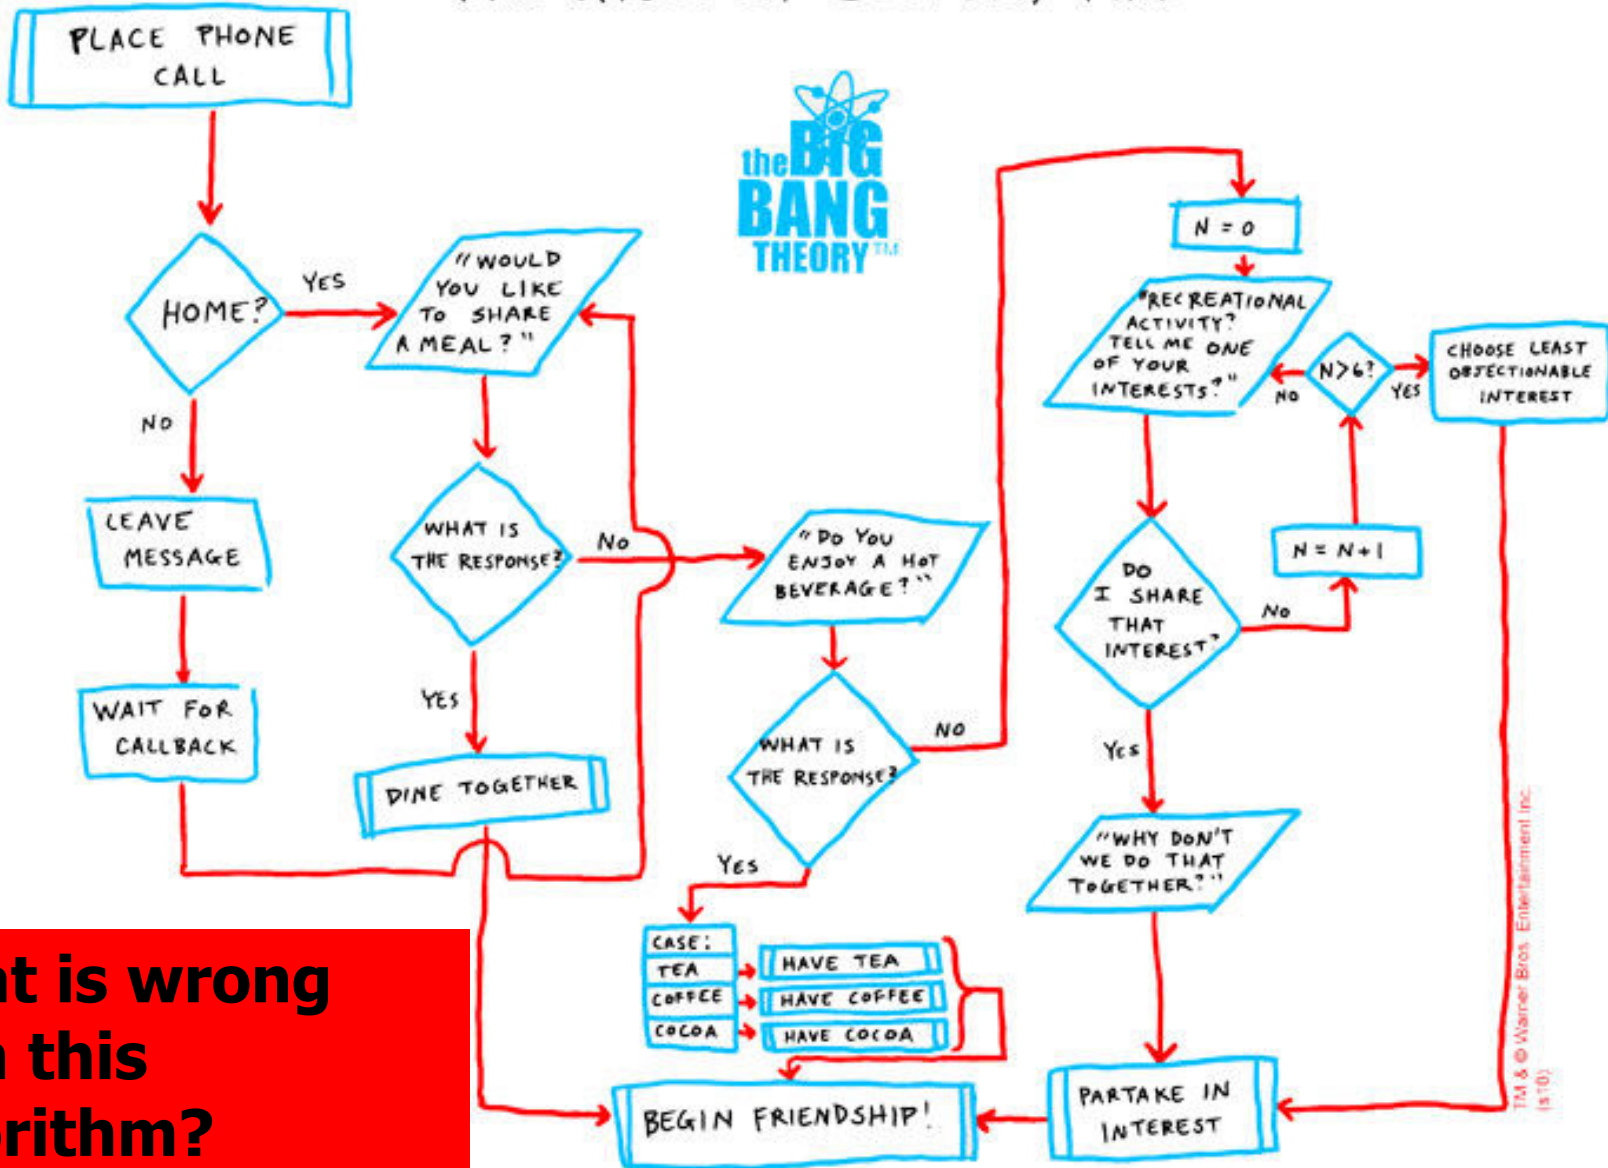 PLACE PHONE
CALL
HOME?
YES
NO
LEAVE
MESSAGE
WAIT FOR
CALLBACK
"WOULD
YOU LIKE
TO SHARE
A MEAL?"
WHAT IS
THE RESPONSE?
NO
YES
DINE TOGETHER
the BIG
BANG
THEORY™
"DO YOU
ENJOY A HOT
BEVERAGE?"
WHAT IS
THE RESPONSE?
NO
YES
CASE:
TEA
COFFEE
COCOA
HAVE TEA
HAVE COFFEE
HAVE COCOA
N = 0
"RECREATIONAL
ACTIVITY?
TELL ME ONE
OF YOUR
INTERESTS?"
N>6?
NO
YES
CHOOSE LEAST
OBJECTIONABLE
INTEREST
N = N+1
DO
I SHARE
THAT
INTEREST?
NO
YES
"WHY DON'T
WE DO THAT
TOGETHER?"
PARTAKE IN
INTEREST
BEGIN FRIENDSHIP!
is wrong
this
TM & © Warner Bros. Entertainment Inc.
(s10)